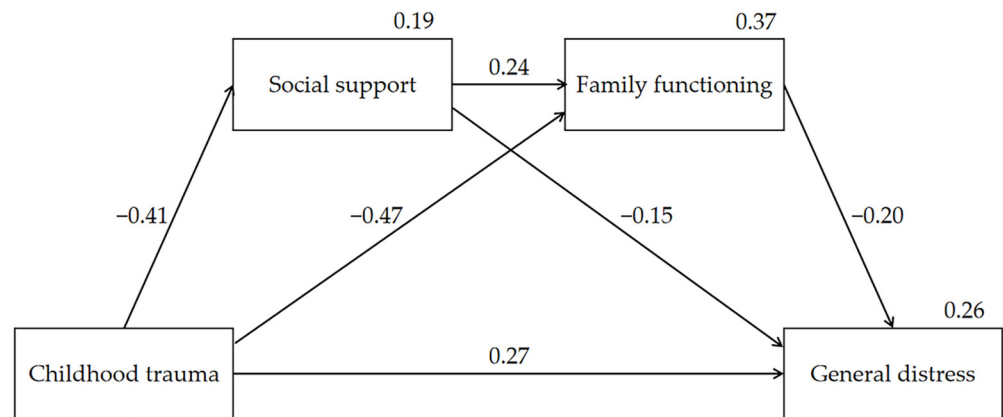 0.19
0.37
Social support
0.24
Family functioning
−0.41
−0.47
−0.15
−0.20
0.26
Childhood trauma
0.27
General distress